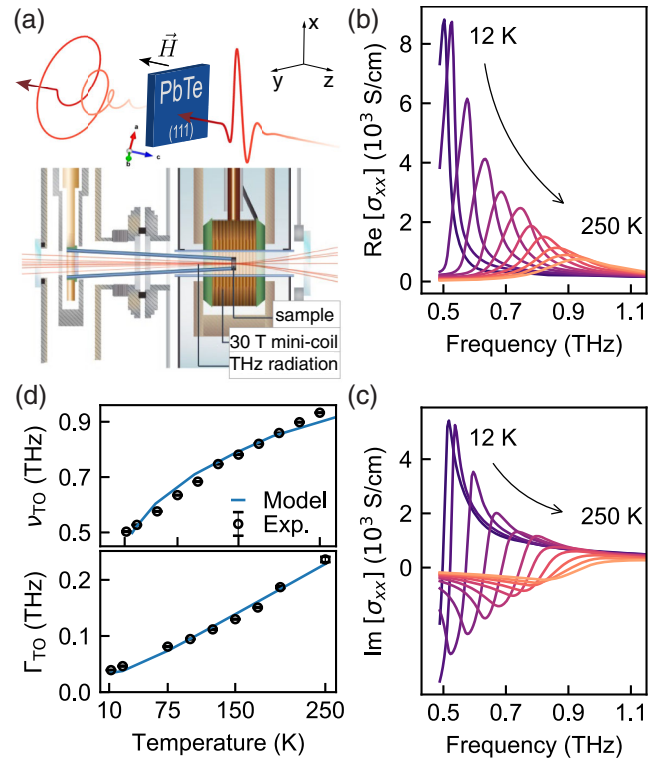 (a)
H
x
y
z
PbTe
(111)
a
b
c
sample
30 T mini-coil
THz radiation
(b)
Re [σxx] (10³ S/cm)
8
6
4
2
0
12 K
250 K
0.5 0.7 0.9 1.1
Frequency (THz)
(d)
νTO (THz)
0.9
0.7
0.5
Model
Exp.
ΓTO (THz)
0.2
0.1
0.0
10 75 150 250
Temperature (K)
(c)
Im [σxx] (10³ S/cm)
4
2
0
12 K
250 K
0.5 0.7 0.9 1.1
Frequency (THz)